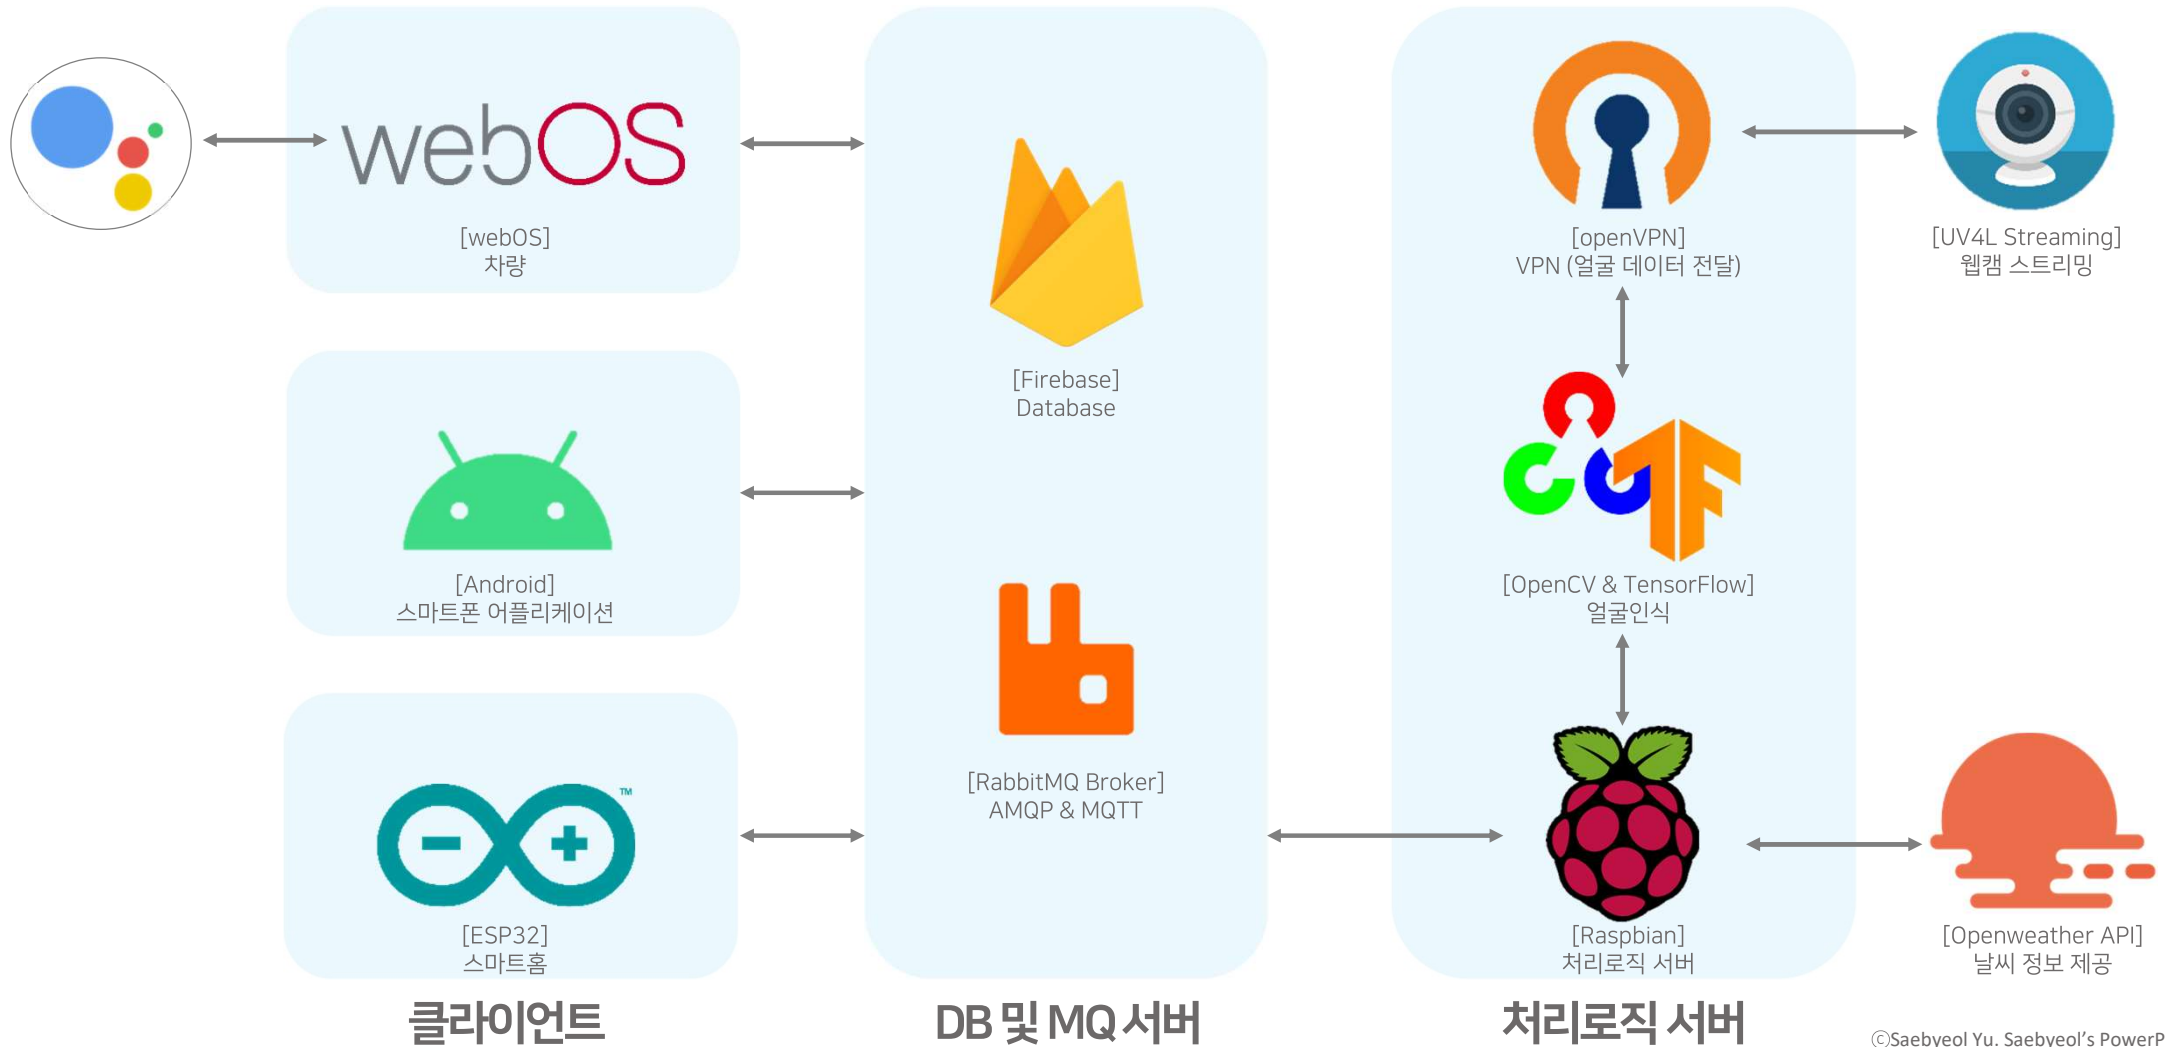 webOS
[webOS]
차량
[Android]
스마트폰 어플리케이션
TM
[ESP32]
스마트홈
클라이언트
[Firebase]
Database
[RabbitMQ Broker]
AMQP & MQTT
DB 및 MQ 서버
[openVPN]
VPN (얼굴 데이터 전달)
[OpenCV & TensorFlow]
얼굴인식
[Raspbian]
처리로직 서버
처리로직 서버
[UV4L Streaming]
웹캠 스트리밍
[Openweather API]
날씨 정보 제공
ⓒSaebyeol Yu. Saebyeol's PowerP